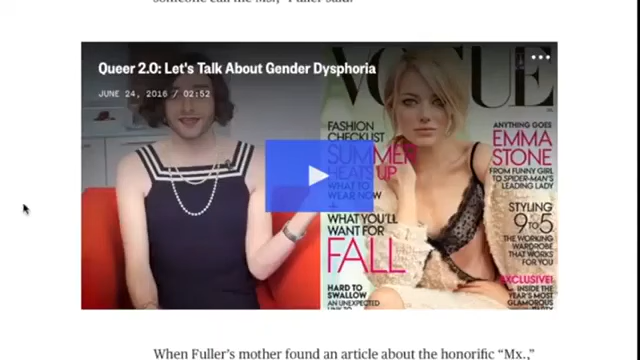 someone call me Mx.," Fuller said.
Queer 2.0: Let's Talk About Gender Dysphoria
JUNE 24, 2016 / 02:52
VOGUE
FASHION
CHECKLIST
SUMMER
HEATS UP
WHAT TO
WEAR NOW
+
WHAT YOU'LL
WANT FOR
FALL
HARD TO
SWALLOW
AN UNEXPECTED
ANYTHING GOES
EMMA
STONE
FROM FUNNY GIRL
TO SPIDER-MAN'S
LEADING LADY
STYLING
9 TO 5
THE WORKING
WARDROBE
THAT WORKS
FOR YOU
EXCLUSIVE!
INSIDE THE
YEAR'S MOST
GLAMOROUS
When Fuller's mother found an article about the honorific “Mx.,”